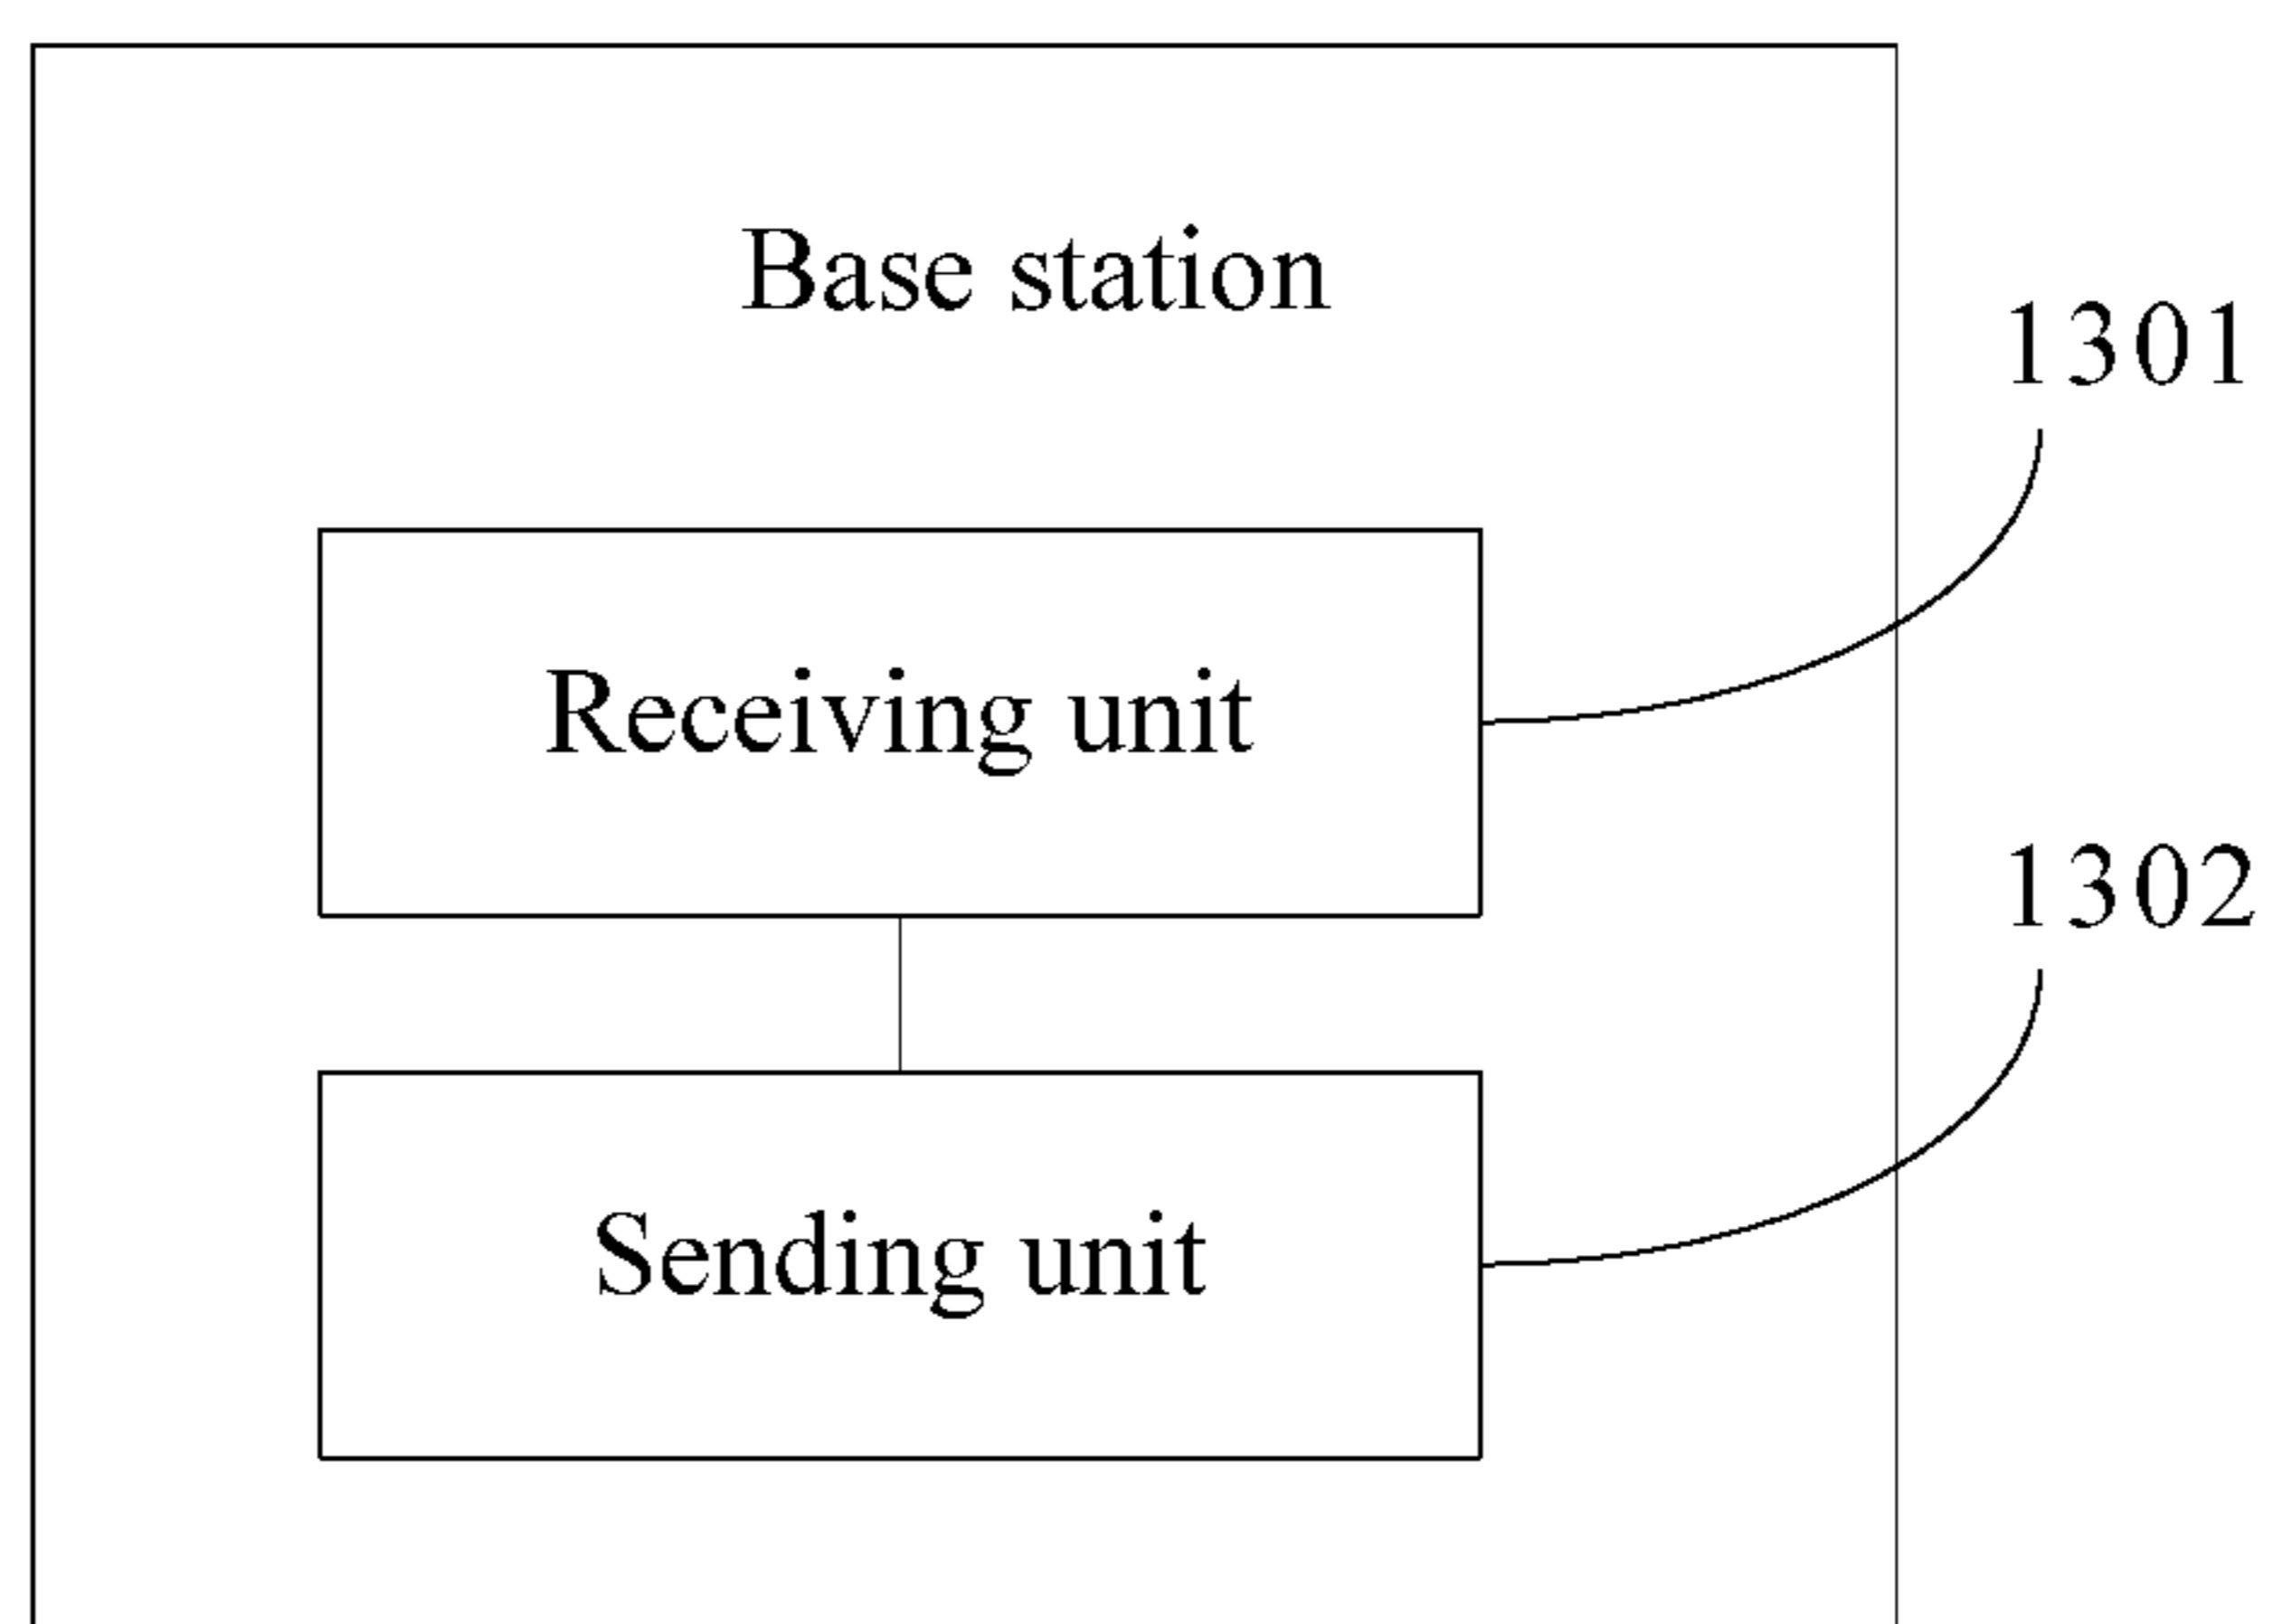 Base station
1301
Receiving unit
1302
Sending unit